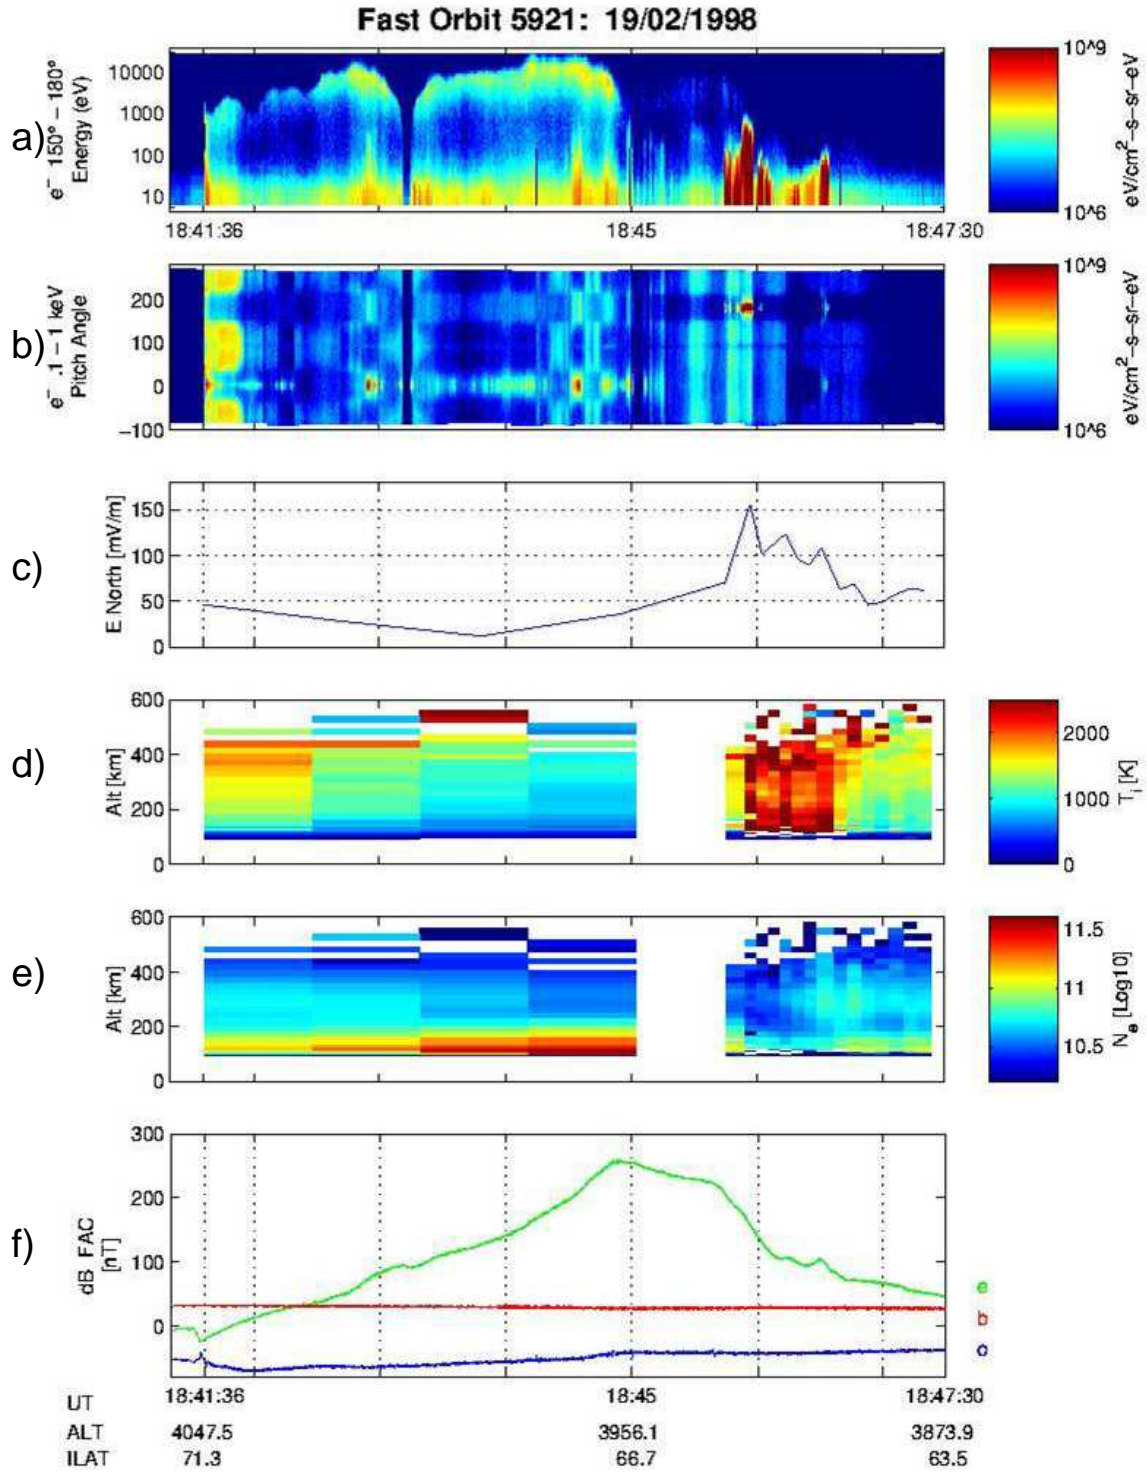 Fast Orbit 5921: 19/02/1998
a)
e⁻ 150° – 180°
Energy (eV)
10000
1000
100
10
18:41:36 18:45 18:47:30
10^9
10^6
eV/cm²–s–sr–eV
b)
e⁻ .1 – 1 keV
Pitch Angle
200
100
0
–100
10^9
10^6
eV/cm²–s–sr–eV
c)
E North [mV/m]
150
100
50
0
d)
Alt [km]
600
400
200
0
2000
1000
0
T_i [K]
e)
Alt [km]
600
400
200
0
11.5
11
10.5
N_e [Log10]
f)
dB FAC
[nT]
300
200
100
0
e
b
o
UT 18:41:36 18:45 18:47:30
ALT 4047.5 3956.1 3873.9
ILAT 71.3 66.7 63.5